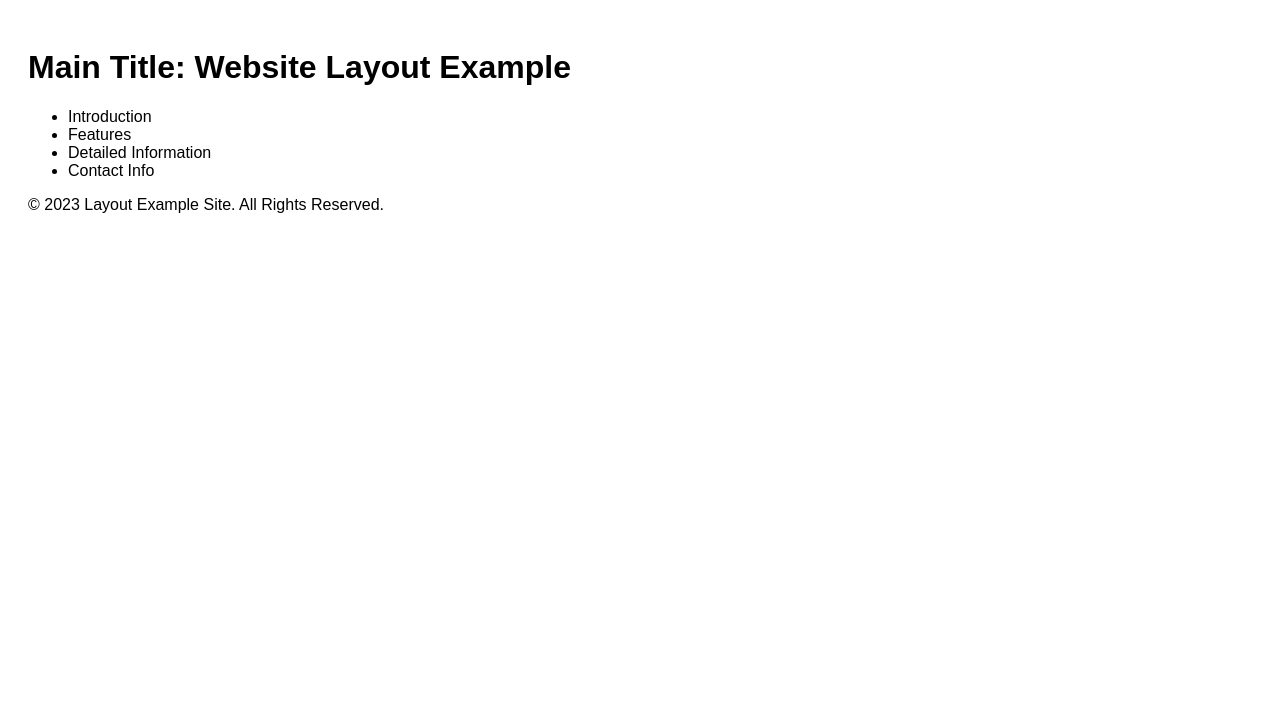 Main Title: Website Layout Example
Introduction
Features
Detailed Information
Contact Info
© 2023 Layout Example Site. All Rights Reserved.